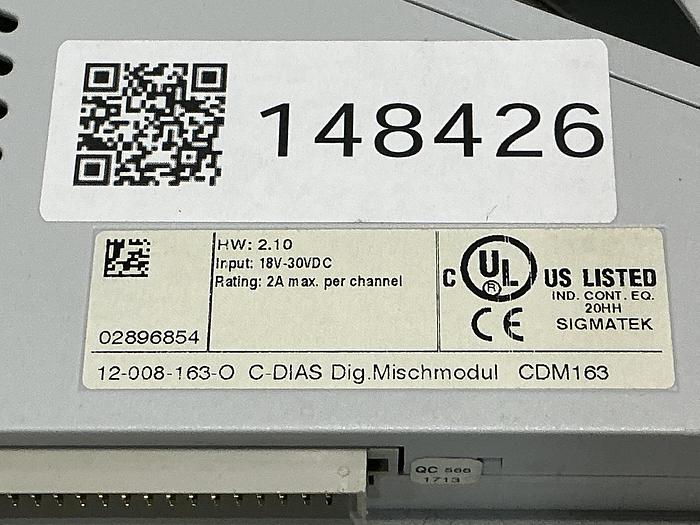 148426
HW: 2.10
Input: 18V-30VDC
Rating: 2A max. per channel
02896854
C UL ® US LISTED
IND. CONT. EQ.
20HH
CE SIGMATEK
12-008-163-O C-DIAS Dig.Mischmodul CDM163
QC 566
1713